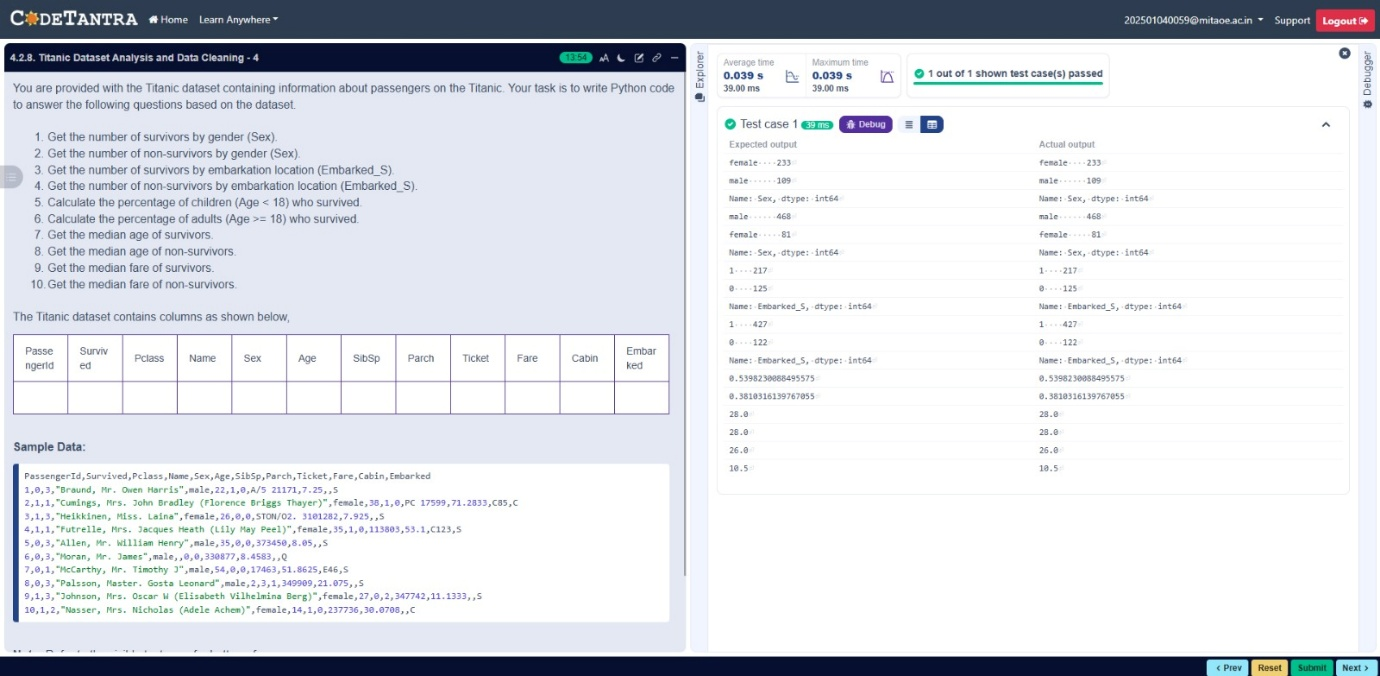 CODETANTRA Home Learn Anywhere
202501040059@mitaoe.ac.in Support Logout
4.2.8. Titanic Dataset Analysis and Data Cleaning - 4
13:54 AA
You are provided with the Titanic dataset containing information about passengers on the Titanic. Your task is to write Python code
to answer the following questions based on the dataset.
1. Get the number of survivors by gender (Sex).
2. Get the number of non-survivors by gender (Sex).
3. Get the number of survivors by embarkation location (Embarked_S).
4. Get the number of non-survivors by embarkation location (Embarked_S).
5. Calculate the percentage of children (Age < 18) who survived.
6. Calculate the percentage of adults (Age >= 18) who survived.
7. Get the median age of survivors.
8. Get the median age of non-survivors.
9. Get the median fare of survivors.
10. Get the median fare of non-survivors.
The Titanic dataset contains columns as shown below,
Passe
ngerId
Surviv
ed
Pclass
Name
Sex
Age
SibSp
Parch
Ticket
Fare
Cabin
Embar
ked
Sample Data:
PassengerId,Survived,Pclass,Name,Sex,Age,SibSp,Parch,Ticket,Fare,Cabin,Embarked
1,0,3,"Braund, Mr. Owen Harris",male,22,1,0,A/5 21171,7.25,,S
2,1,1,"Cumings, Mrs. John Bradley (Florence Briggs Thayer)",female,38,1,0,PC 17599,71.2833,C85,C
3,1,3,"Heikkinen, Miss. Laina",female,26,0,0,STON/O2. 3101282,7.925,,S
4,1,1,"Futrelle, Mrs. Jacques Heath (Lily May Peel)",female,35,1,0,113803,53.1,C123,S
5,0,3,"Allen, Mr. William Henry",male,35,0,0,373450,8.05,,S
6,0,3,"Moran, Mr. James",male,,0,0,330877,8.4583,,Q
7,0,1,"McCarthy, Mr. Timothy J",male,54,0,0,17463,51.8625,E46,S
8,0,3,"Palsson, Master. Gosta Leonard",male,2,3,1,349909,21.075,,S
9,1,3,"Johnson, Mrs. Oscar W (Elisabeth Vilhelmina Berg)",female,27,0,2,347742,11.1333,,S
10,1,2,"Nasser, Mrs. Nicholas (Adele Achem)",female,14,1,0,237736,30.0708,,C
Explorer
Average time
0.039 s
39.00 ms
Maximum time
0.039 s
39.00 ms
1 out of 1 shown test case(s) passed
Debugger
Test case 1 39 ms Debug
Expected output Actual output
female····233 female····233
male······109 male······109
Name:·Sex,·dtype:·int64 Name:·Sex,·dtype:·int64
male······468 male······468
female·····81 female·····81
Name:·Sex,·dtype:·int64 Name:·Sex,·dtype:·int64
1····217 1····217
0····125 0····125
Name:·Embarked_S,·dtype:·int64 Name:·Embarked_S,·dtype:·int64
1····427 1····427
0····122 0····122
Name:·Embarked_S,·dtype:·int64 Name:·Embarked_S,·dtype:·int64
0.5398230088495575 0.5398230088495575
0.3810316139767055 0.3810316139767055
28.0 28.0
28.0 28.0
26.0 26.0
10.5 10.5
< Prev Reset Submit Next >